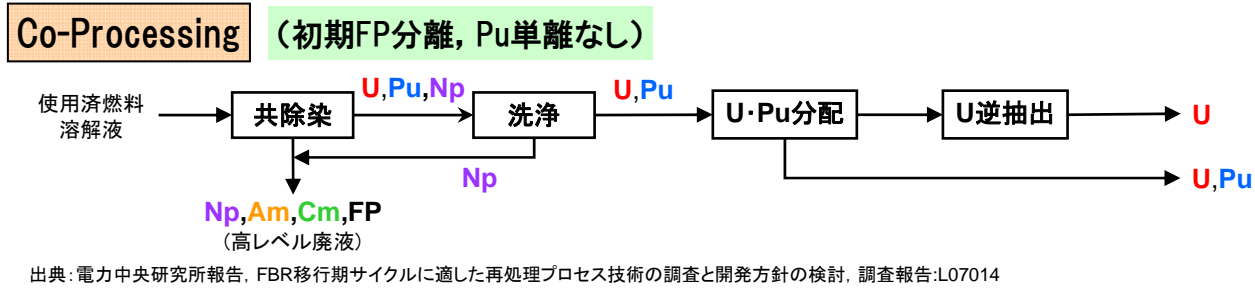 Co-Processing （初期FP分離，Pu単離なし）
使用済燃料
溶解液
共除染
U,Pu,Np
洗浄
U,Pu
U･Pu分配
U逆抽出
U
Np
U,Pu
Np,Am,Cm,FP
（高レベル廃液）
出典：電力中央研究所報告，FBR移行期サイクルに適した再処理プロセス技術の調査と開発方針の検討，調査報告:L07014